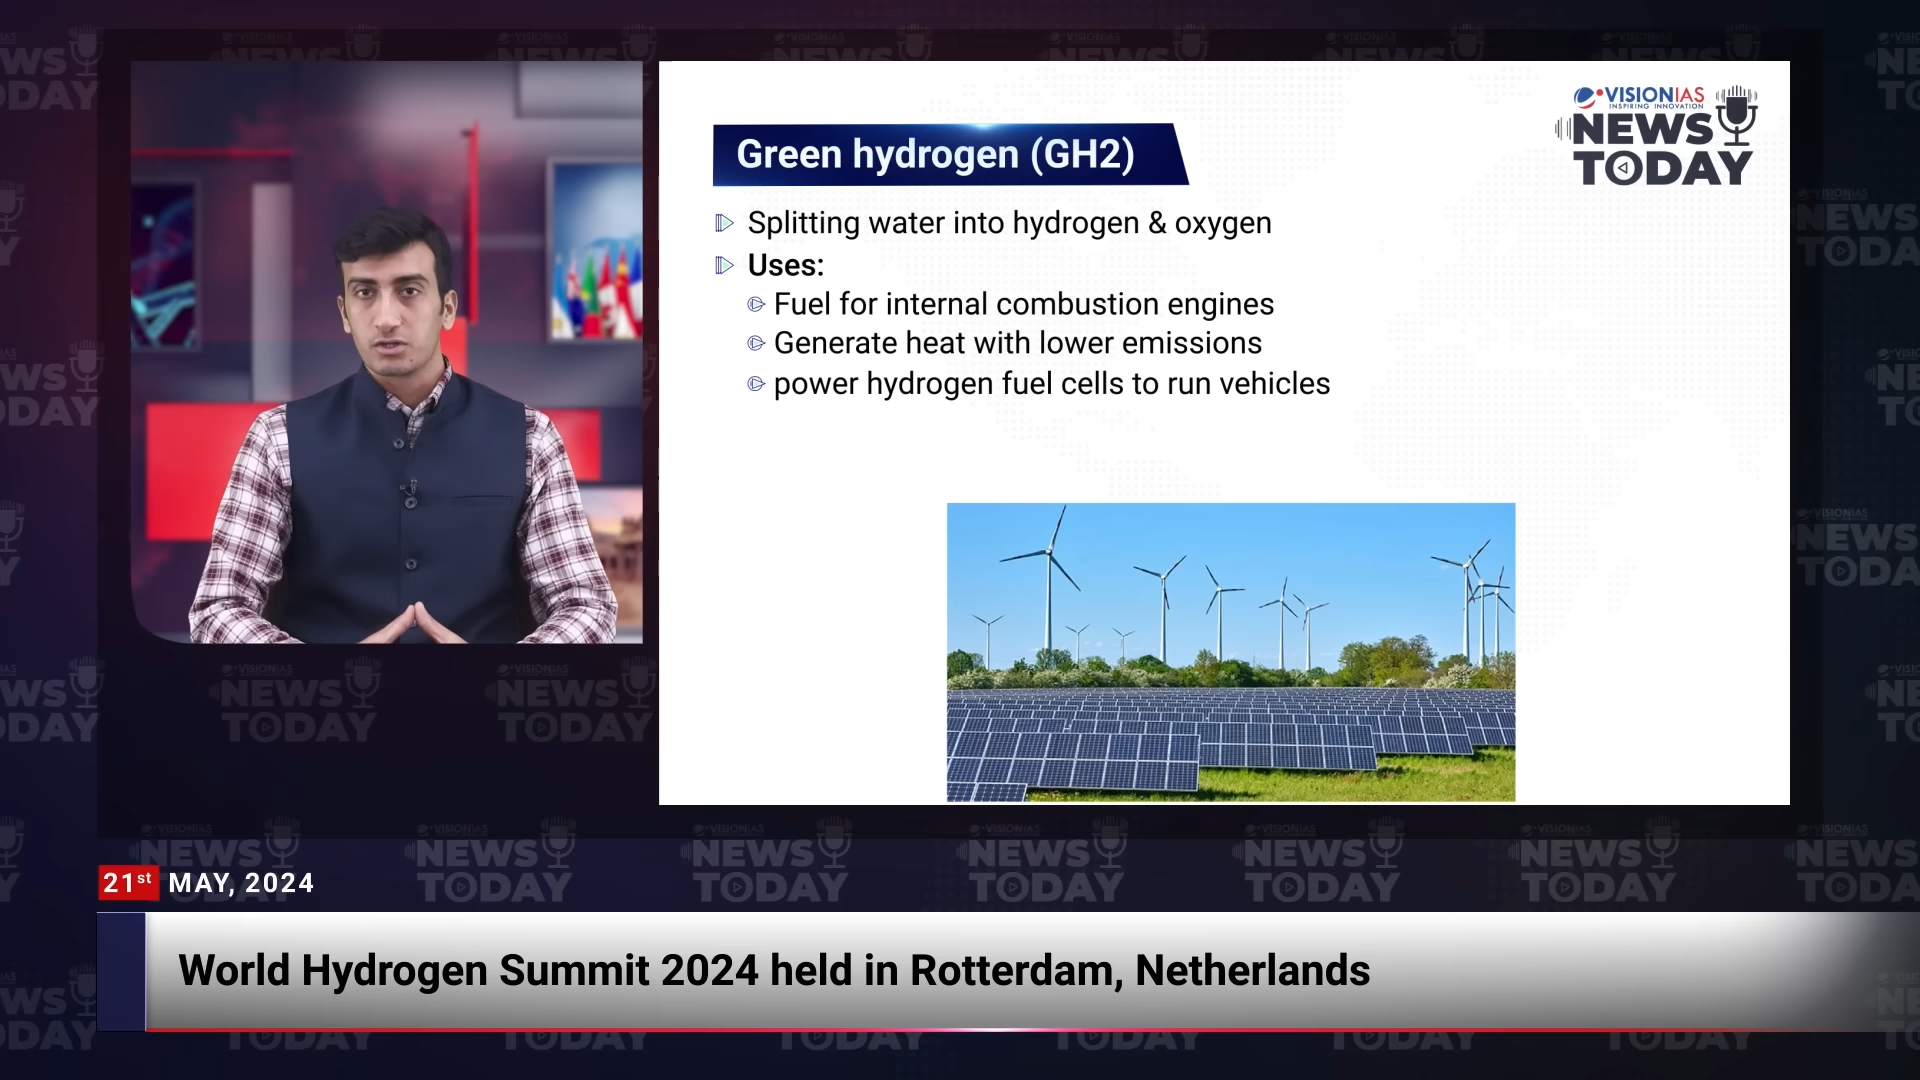 VISIONIAS
INSPIRING INNOVATION
NEWS
TODAY
Green hydrogen (GH2)
Splitting water into hydrogen & oxygen
Uses:
Fuel for internal combustion engines
Generate heat with lower emissions
power hydrogen fuel cells to run vehicles
21st MAY, 2024
World Hydrogen Summit 2024 held in Rotterdam, Netherlands